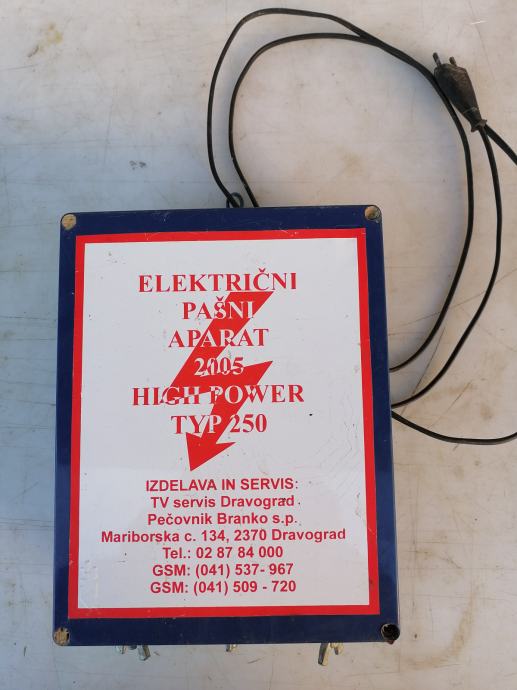 ELEKTRIČNI
PAŠNI
APARAT
2005
HIGH POWER
TYP 250
IZDELAVA IN SERVIS:
TV servis Dravograd
Pečovnik Branko s.p.
Mariborska c. 134, 2370 Dravograd
Tel.: 02 87 84 000
GSM: (041) 537- 967
GSM: (041) 509 - 720